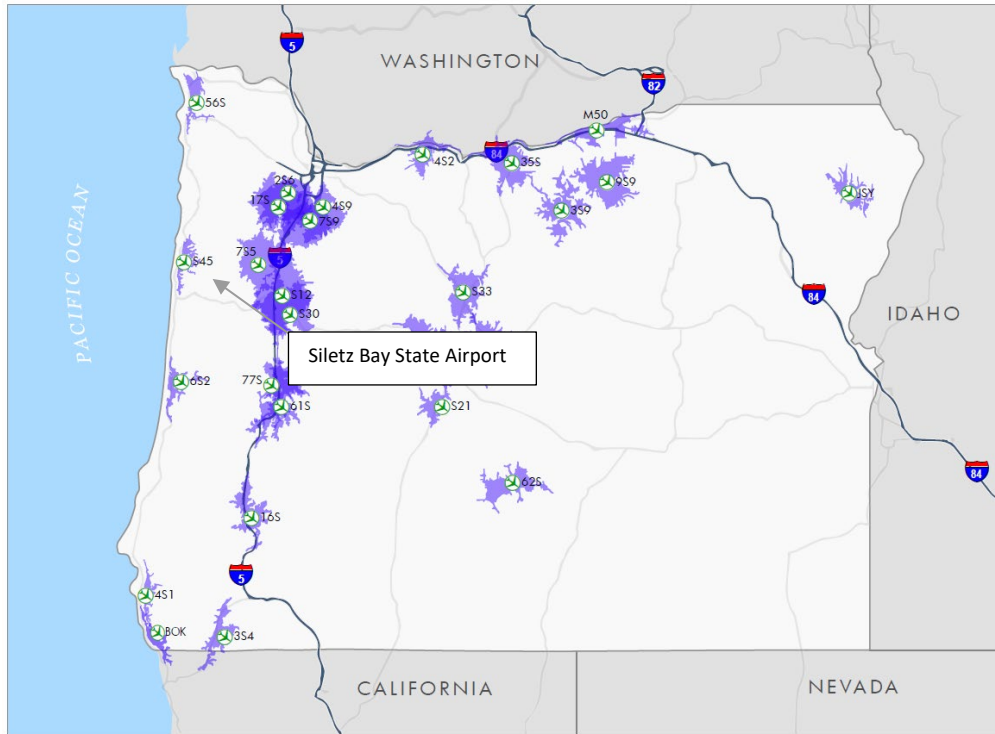 5
WASHINGTON
82
56S
M50
4S2
84
35S
2S6
9S9
JSY
17S
4S9
3S9
7S9
PACIFIC OCEAN
7S5
5
S45
S12
S33
84
S30
IDAHO
Siletz Bay State Airport
6S2
77S
61S
S21
84
62S
16S
5
4S1
BOK
3S4
CALIFORNIA
NEVADA